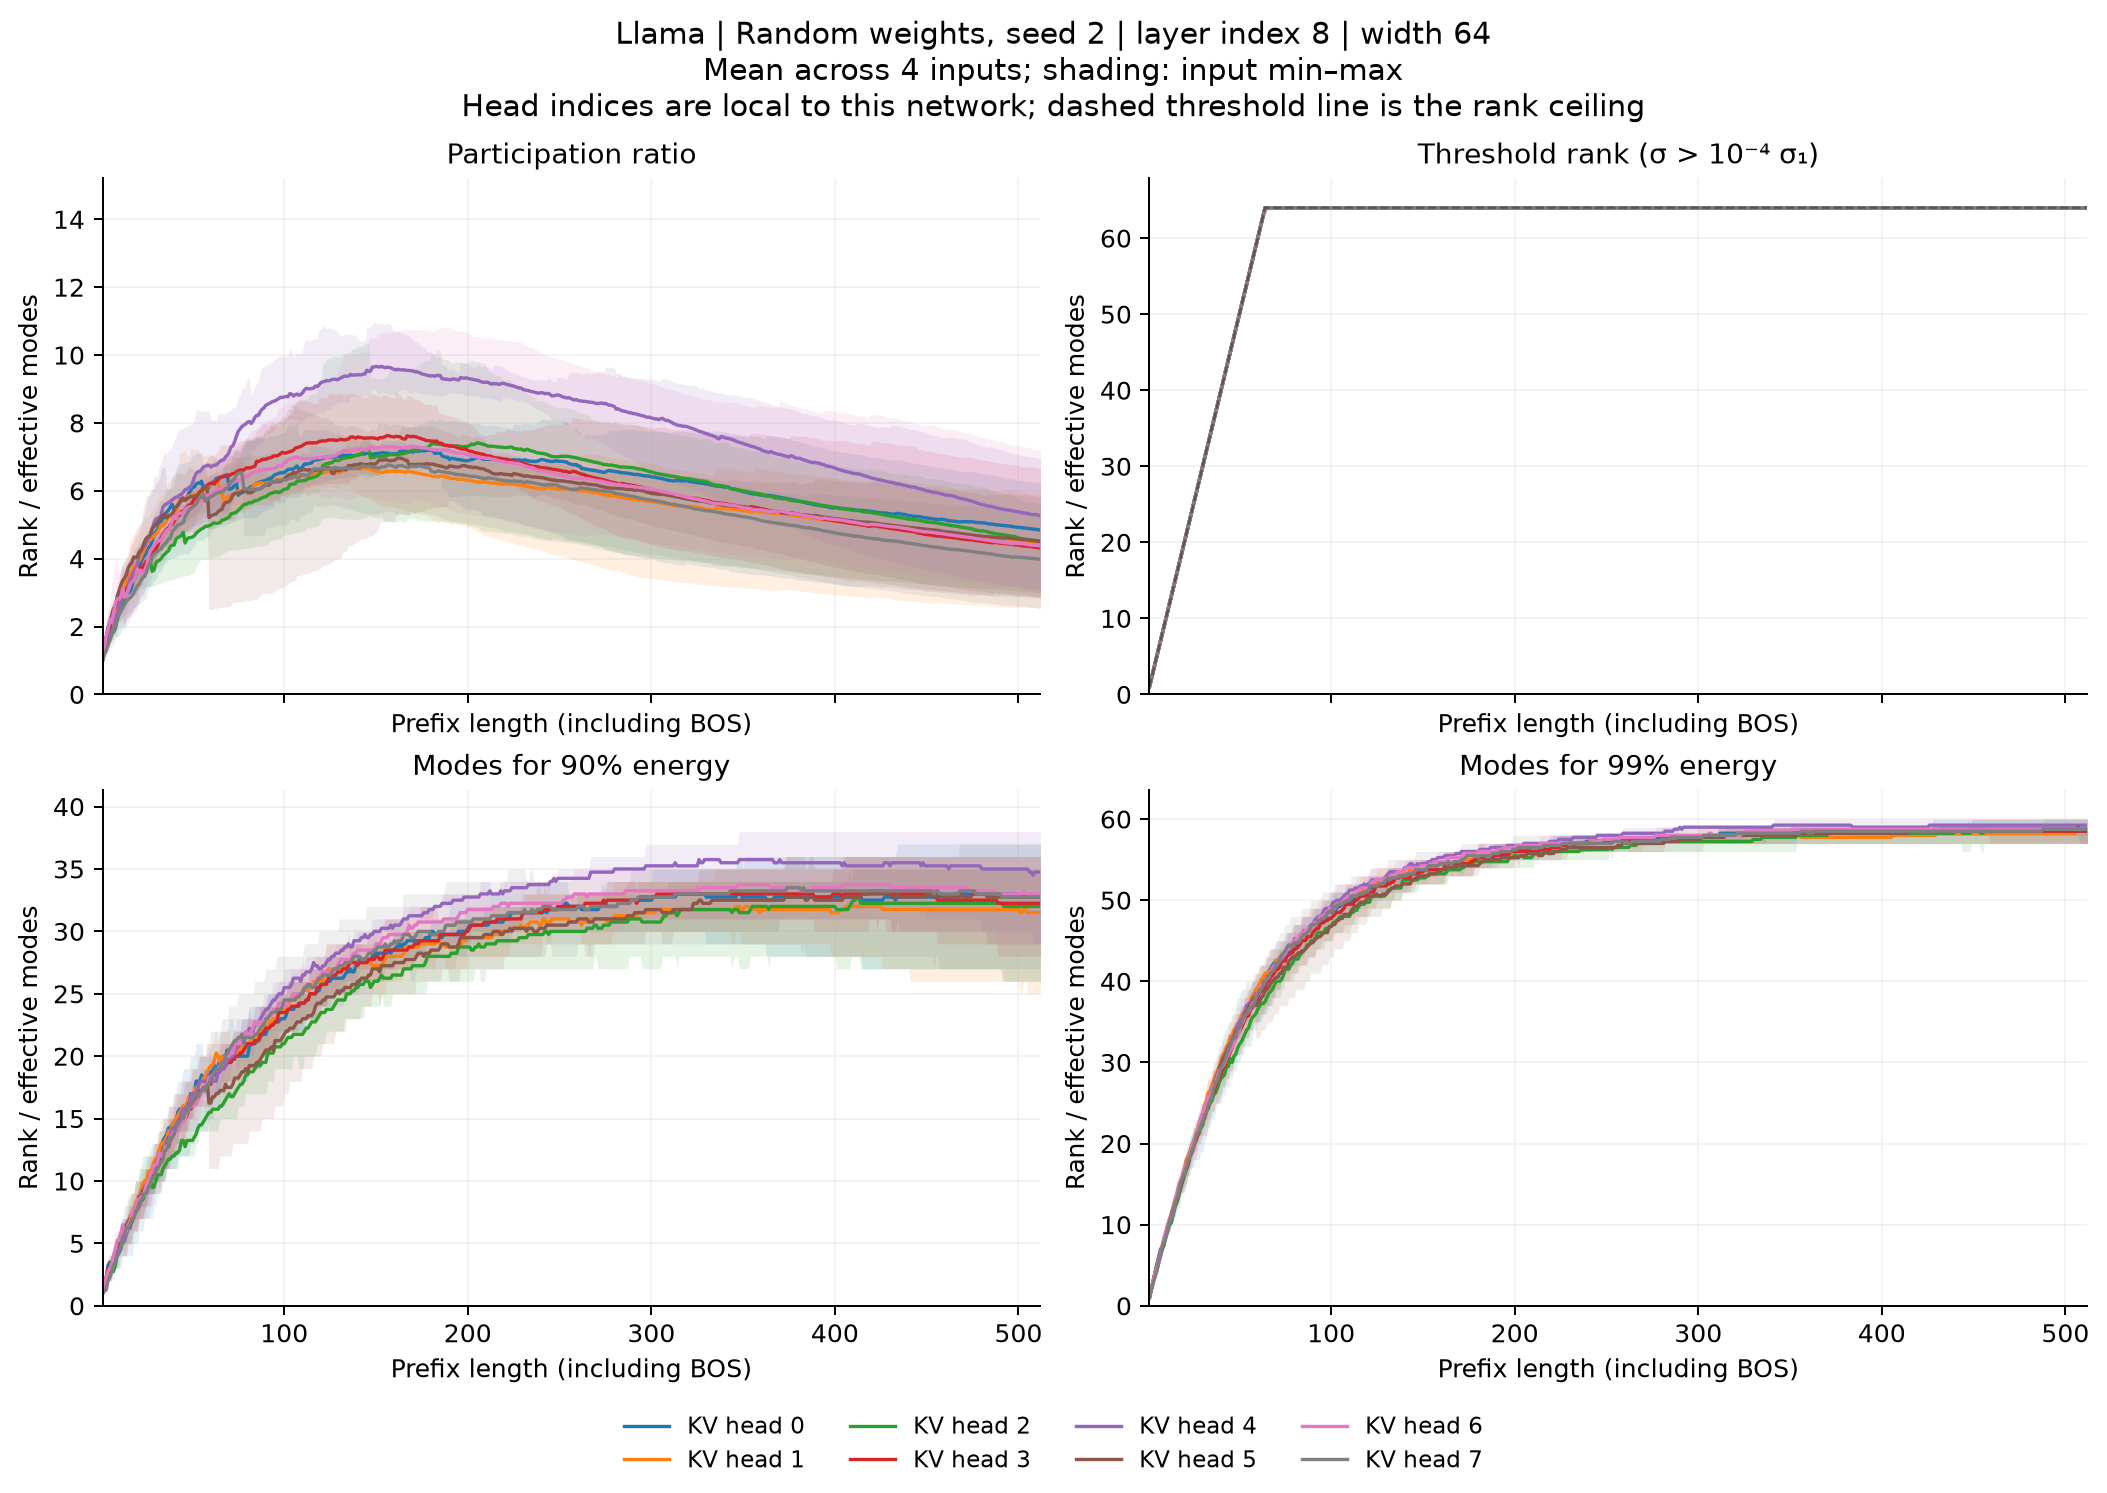 Llama | Random weights, seed 2 | layer index 8 | width 64
Mean across 4 inputs; shading: input min–max
Head indices are local to this network; dashed threshold line is the rank ceiling
Participation ratio
Rank / effective modes
14
12
10
8
6
4
2
0
Prefix length (including BOS)
Threshold rank (σ > 10⁻⁴ σ₁)
Rank / effective modes
60
50
40
30
20
10
0
Prefix length (including BOS)
Modes for 90% energy
Rank / effective modes
40
35
30
25
20
15
10
5
0
100 200 300 400 500
Prefix length (including BOS)
Modes for 99% energy
Rank / effective modes
60
50
40
30
20
10
0
100 200 300 400 500
Prefix length (including BOS)
KV head 0 KV head 2 KV head 4 KV head 6
KV head 1 KV head 3 KV head 5 KV head 7